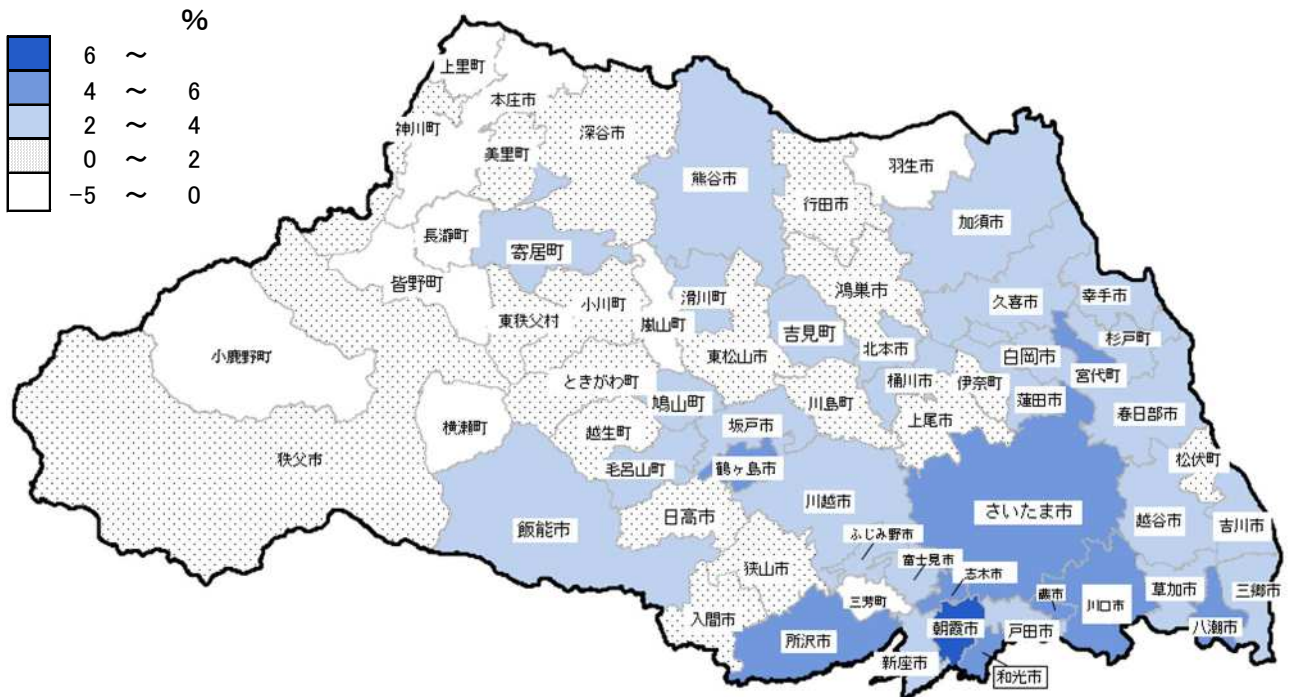 %
6 ~
4 ~ 6
2 ~ 4
0 ~ 2
-5 ~ 0
上里町
本庄市
神川町
美里町
深谷市
熊谷市
行田市
羽生市
加須市
長瀞町
寄居町
皆野町
東秩父村
小川町
嵐山町
滑川町
吉見町
鴻巣市
北本市
久喜市
幸手市
杉戸町
白岡市
宮代町
小鹿野町
ときがわ町
東松山市
川島町
桶川市
伊奈町
蓮田市
春日部市
上尾市
横瀬町
秩父市
越生町
鳩山町
坂戸市
鶴ヶ島市
毛呂山町
松伏町
飯能市
日高市
川越市
さいたま市
越谷市
吉川市
ふじみ野市
富士見市
志木市
狭山市
入間市
三芳町
所沢市
新座市
朝霞市
和光市
戸田市
蕨市
川口市
草加市
八潮市
三郷市